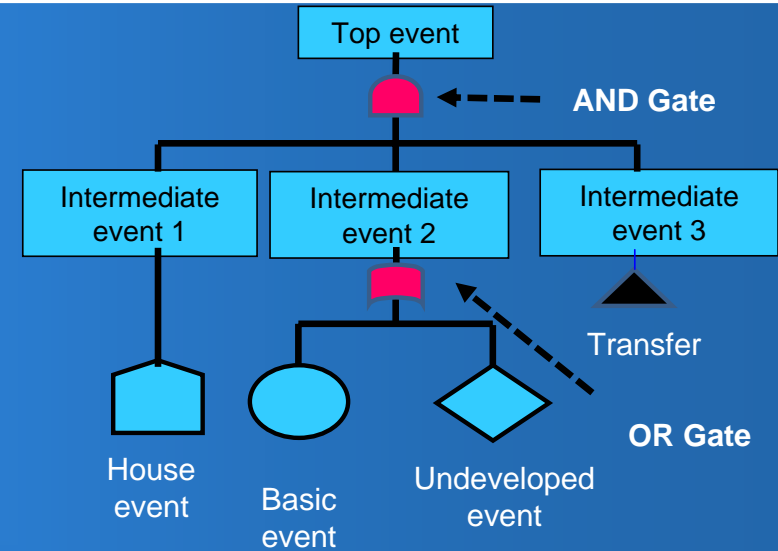 Top event
AND Gate
Intermediate
event 1
Intermediate
event 2
Intermediate
event 3
Transfer
OR Gate
House
event
Basic
event
Undeveloped
event